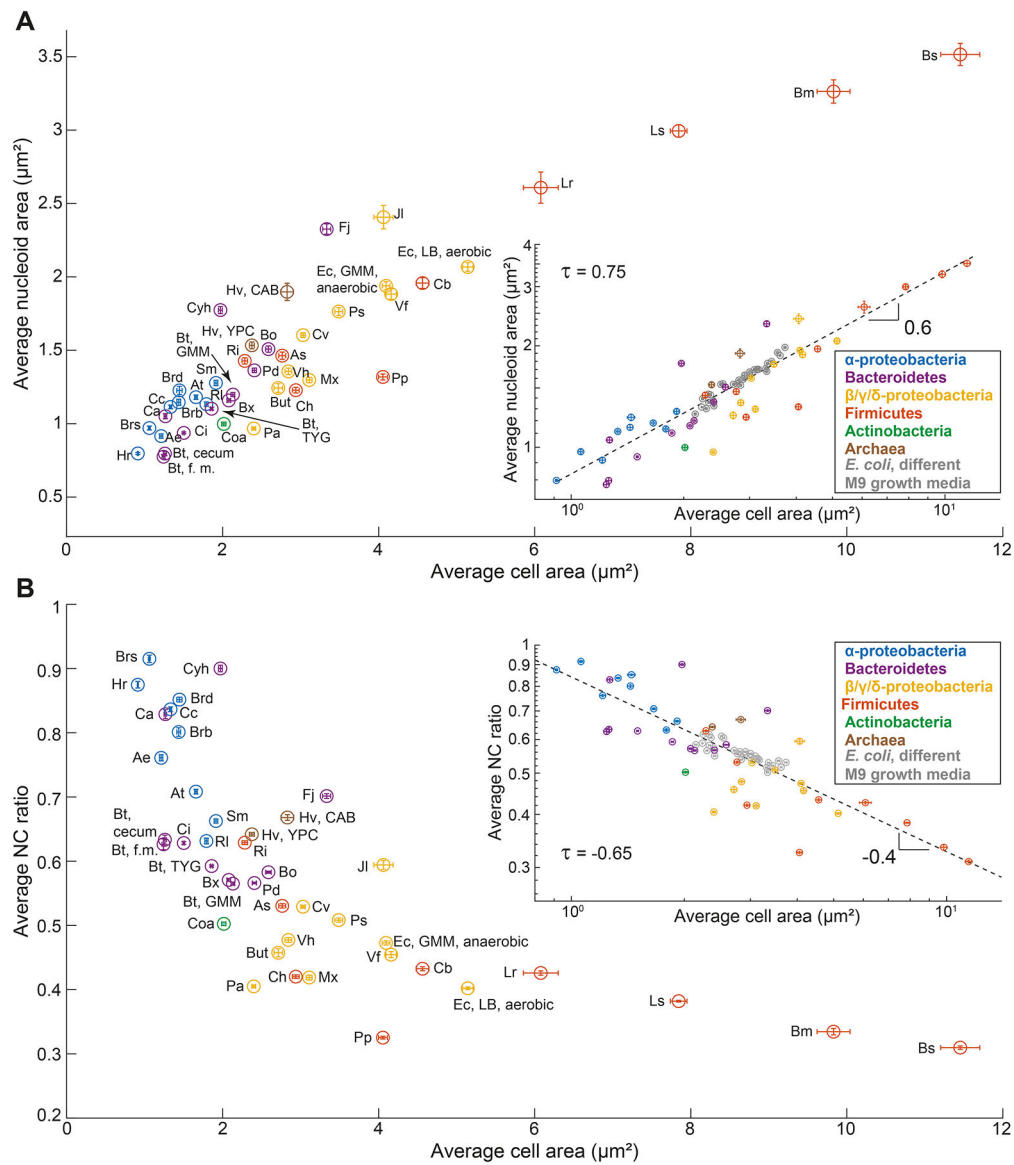 A
Average nucleoid area (µm²)
3.5
3
2.5
2
1.5
1
0.5
0
2
4
6
8
10
12
Average cell area (µm²)
Bs
Bm
Ls
Lr
Jl
Fj
Ec, LB, aerobic
Ec, GMM,
anaerobic
Cb
Vf
Hv, CAB
Ps
Cyh
Hv, YPC
Bo
Cv
Bt,
GMM
Ri
As
Sm
Pd
Vh
Mx
Pp
Brd
At
Rl
But
Ch
Cc
Ca
Brb
Bx
Bt,
TYG
Brs
Ae
Ci
Coa
Pa
Hr
Bt, cecum
Bt, f. m.
Average nucleoid area (µm²)
4
3
2
1
τ = 0.75
0.6
10⁰
2
4
6
8
10¹
Average cell area (µm²)
α-proteobacteria
Bacteroidetes
β/γ/δ-proteobacteria
Firmicutes
Actinobacteria
Archaea
E. coli, different
M9 growth media
B
Average NC ratio
1
0.9
0.8
0.7
0.6
0.5
0.4
0.3
0.2
0
2
4
6
8
10
12
Average cell area (µm²)
Brs
Cyh
Hr
Brd
Ca
Cc
Brb
Ae
At
Fj
Sm
Hv, CAB
Bt,
cecum
Ci
Rl
Hv, YPC
Bt, f.m.
Ri
Bt, TYG
Bo
Jl
Bx
Pd
Bt, GMM
As
Cv
Coa
Ps
Vh
But
Ec, GMM, anaerobic
Vf
Ch
Mx
Cb
Lr
Pa
Ec, LB, aerobic
Ls
Pp
Bm
Bs
Average NC ratio
1
0.9
0.8
0.7
0.6
0.5
0.4
0.3
τ = -0.65
-0.4
10⁰
2
4
6
8
10¹
Average cell area (µm²)
α-proteobacteria
Bacteroidetes
β/γ/δ-proteobacteria
Firmicutes
Actinobacteria
Archaea
E. coli, different
M9 growth media